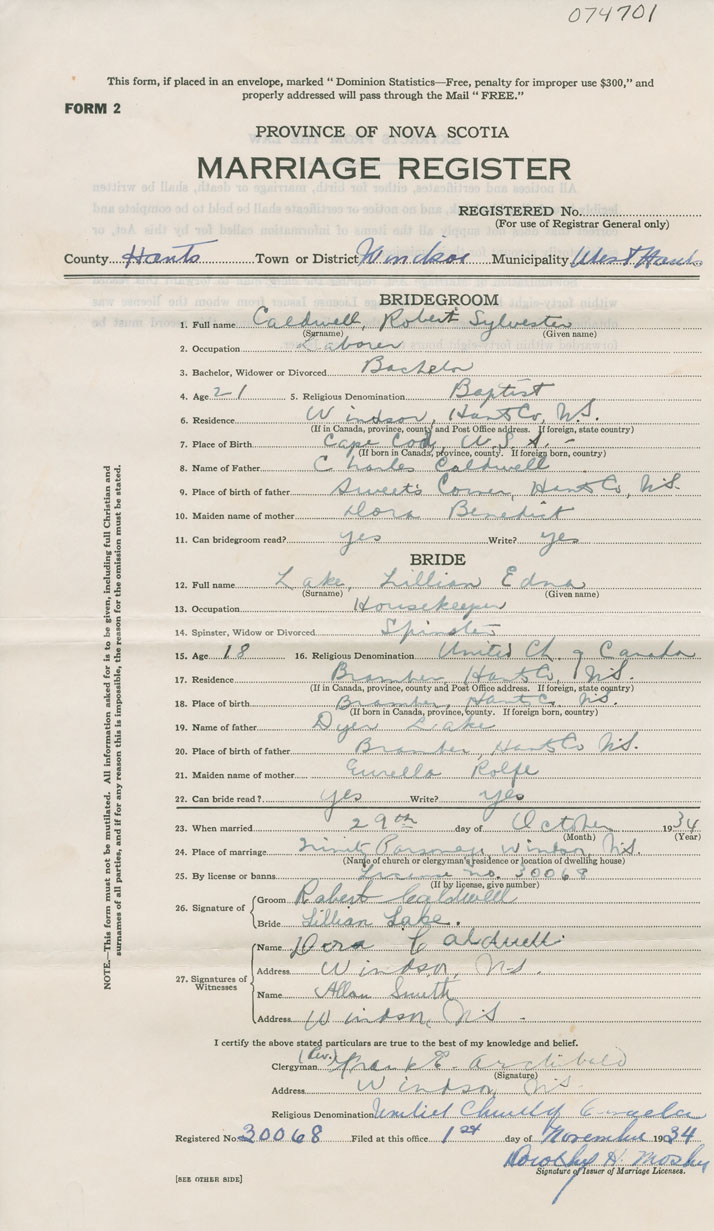 074701
This form, if placed in an envelope, marked " Dominion Statistics—Free, penalty for improper use $300," and
properly addressed will pass through the Mail " FREE."
FORM 2
PROVINCE OF NOVA SCOTIA
MARRIAGE REGISTER
REGISTERED No.
(For use of Registrar General only)
County Hants Town or District Windsor Municipality West Hants
BRIDEGROOM
1. Full name Caldwell, Robert Sylvester
(Surname) (Given name)
2. Occupation Laborer
3. Bachelor, Widower or Divorced Bachelor
4. Age 21 5. Religious Denomination Baptist
6. Residence Windsor, Hants Co, N.S.
(If in Canada, province, county and Post Office address. If foreign, state country)
7. Place of Birth Cape Cod, U.S.A. -
(If born in Canada, province, county. If foreign born, country)
8. Name of Father Charles Caldwell
9. Place of birth of father Sweet's Corner, Hants Co, N.S.
10. Maiden name of mother Dora Benedict
11. Can bridegroom read? yes Write? yes
BRIDE
12. Full name Lake, Lillian Edna
(Surname) (Given name)
13. Occupation Housekeeper
14. Spinster, Widow or Divorced Spinster
15. Age 18 16. Religious Denomination United Ch. of Canada
17. Residence Bramber, Hants Co, N.S.
(If in Canada, province, county and Post Office address. If foreign, state country)
18. Place of birth Bramber, Hants Co. N.S.
(If born in Canada, province, county. If foreign born, country)
19. Name of father Dyer Lake
20. Place of birth of father Bramber, Hants Co N.S.
21. Maiden name of mother Rolfe
22. Can bride read? yes Write? yes
23. When married 29th day of October 1934
(Month) (Year)
24. Place of marriage Trinity Parsonage, Windsor, N.S.
(Name of church or clergyman's residence or location of dwelling house)
25. By license or banns License no. 30068
(If by license, give number)
26. Signature of
Groom Robert Caldwell
Bride Lillian Lake.
27. Signatures of Witnesses
Name Dora Caldwell
Address Windsor, N.S.
Name Allan Smith
Address Windsor, N.S.
I certify the above stated particulars are true to the best of my knowledge and belief.
Clergyman (Rev.) Frank E. Archibald
(Signature)
Address Windsor, N.S.
Religious Denomination United Church of Canada
Registered No. 30068 Filed at this office 1st day of November 1934
Dorothy H. Mosher
Signature of Issuer of Marriage Licenses.
[SEE OTHER SIDE]
NOTE.—This form must not be mutilated. All information asked for is to be given, including full Christian and
surnames of all parties, and if for any reason this is impossible, the reason for the omission must be stated.